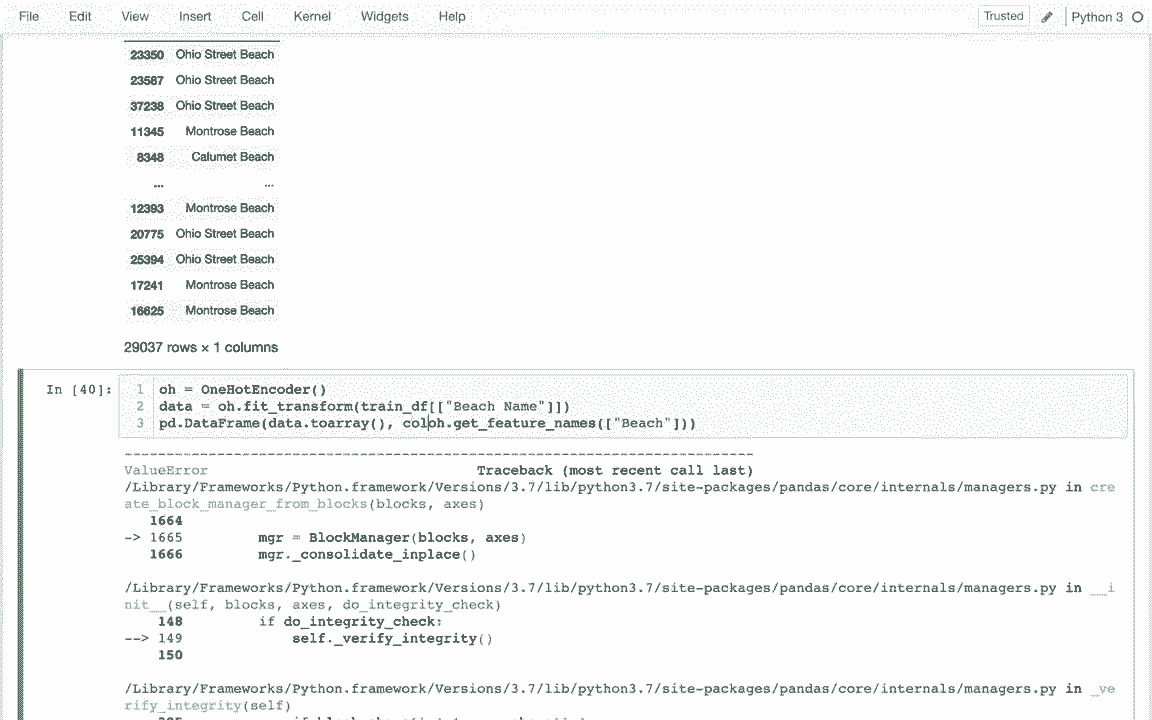 File Edit View Insert Cell Kernel Widgets Help Trusted Python 3
23350 Ohio Street Beach
23587 Ohio Street Beach
37238 Ohio Street Beach
11345 Montrose Beach
8348 Calumet Beach
... ...
12393 Montrose Beach
20775 Ohio Street Beach
25394 Ohio Street Beach
17241 Montrose Beach
16625 Montrose Beach
29037 rows × 1 columns
In [40]: 1 oh = OneHotEncoder()
2 data = oh.fit_transform(train_df[["Beach Name"]])
3 pd.DataFrame(data.toarray(), coloh.get_feature_names(["Beach"]))
---------------------------------------------------------------------------
ValueError Traceback (most recent call last)
/Library/Frameworks/Python.framework/Versions/3.7/lib/python3.7/site-packages/pandas/core/internals/managers.py in cre
ate_block_manager_from_blocks(blocks, axes)
1664
-> 1665 mgr = BlockManager(blocks, axes)
1666 mgr._consolidate_inplace()
/Library/Frameworks/Python.framework/Versions/3.7/lib/python3.7/site-packages/pandas/core/internals/managers.py in __i
nit__(self, blocks, axes, do_integrity_check)
148 if do_integrity_check:
--> 149 self._verify_integrity()
150
/Library/Frameworks/Python.framework/Versions/3.7/lib/python3.7/site-packages/pandas/core/internals/managers.py in _ve
rify_integrity(self)